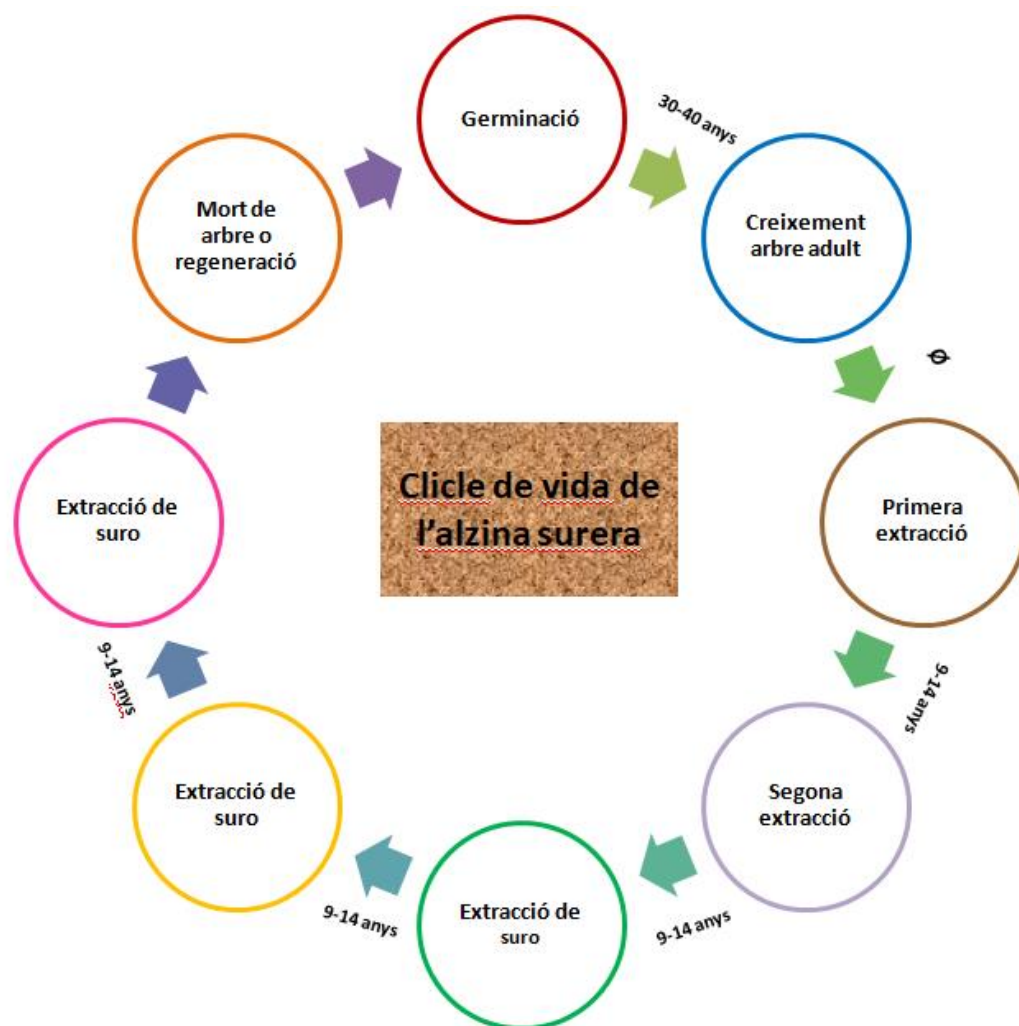 Germinació
30-40 anys
Creixement
arbre adult
φ
Primera
extracció
9-14 anys
Segona
extracció
9-14 anys
Extracció de
suro
9-14 anys
Extracció de
suro
9-14 anys
Extracció de
suro
Mort de
arbre o
regeneració
Clicle de vida de
l'alzina surera